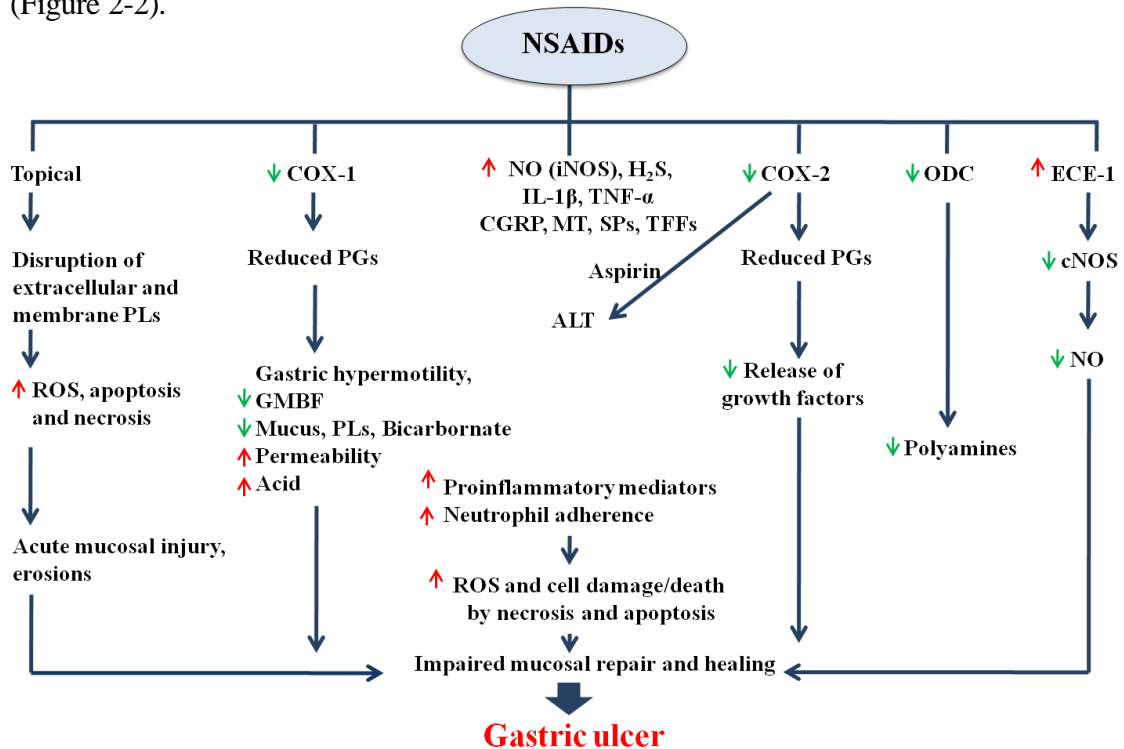 (Figure 2-2).
NSAIDs
Topical
Disruption of
extracellular and
membrane PLs
↑ ROS, apoptosis
and necrosis
Acute mucosal injury,
erosions
↓ COX-1
Reduced PGs
Gastric hypermotility,
↓ GMBF
↓ Mucus, PLs, Bicarbornate
↑ Permeability
↑ Acid
↑ NO (iNOS), H₂S,
IL-1β, TNF-α
CGRP, MT, SPs, TFFs
↑ Proinflammatory mediators
↑ Neutrophil adherence
↑ ROS and cell damage/death
by necrosis and apoptosis
↓ COX-2
Aspirin
ALT
Reduced PGs
↓ Release of
growth factors
↓ ODC
↓ Polyamines
↑ ECE-1
↓ cNOS
↓ NO
Impaired mucosal repair and healing
Gastric ulcer